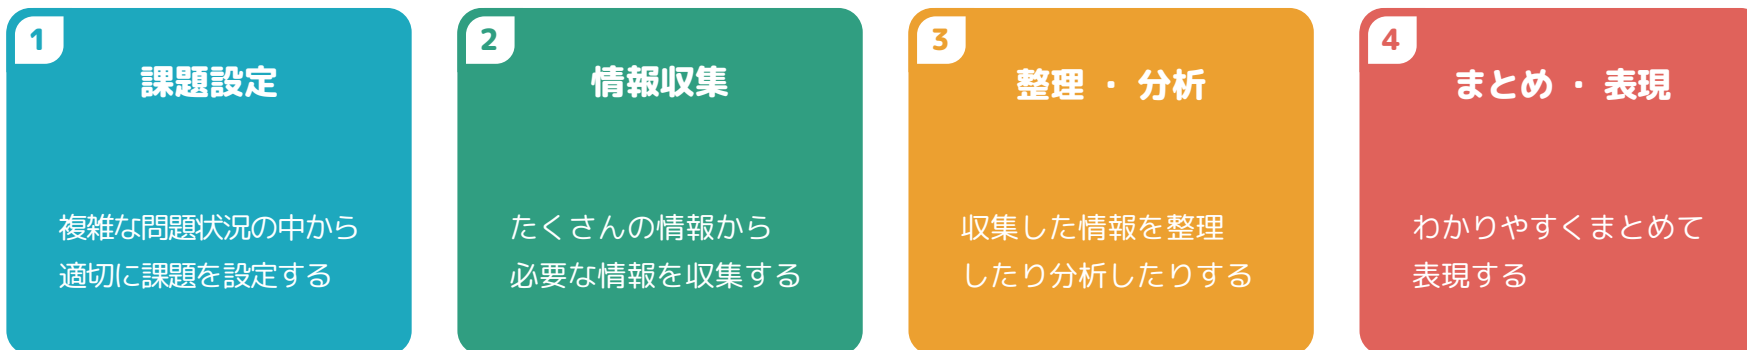 1
課題設定
複雑な問題状況の中から
適切に課題を設定する
2
情報収集
たくさんの情報から
必要な情報を収集する
3
整理 ・ 分析
収集した情報を整理
したり分析したりする
4
まとめ ・ 表現
わかりやすくまとめて
表現する